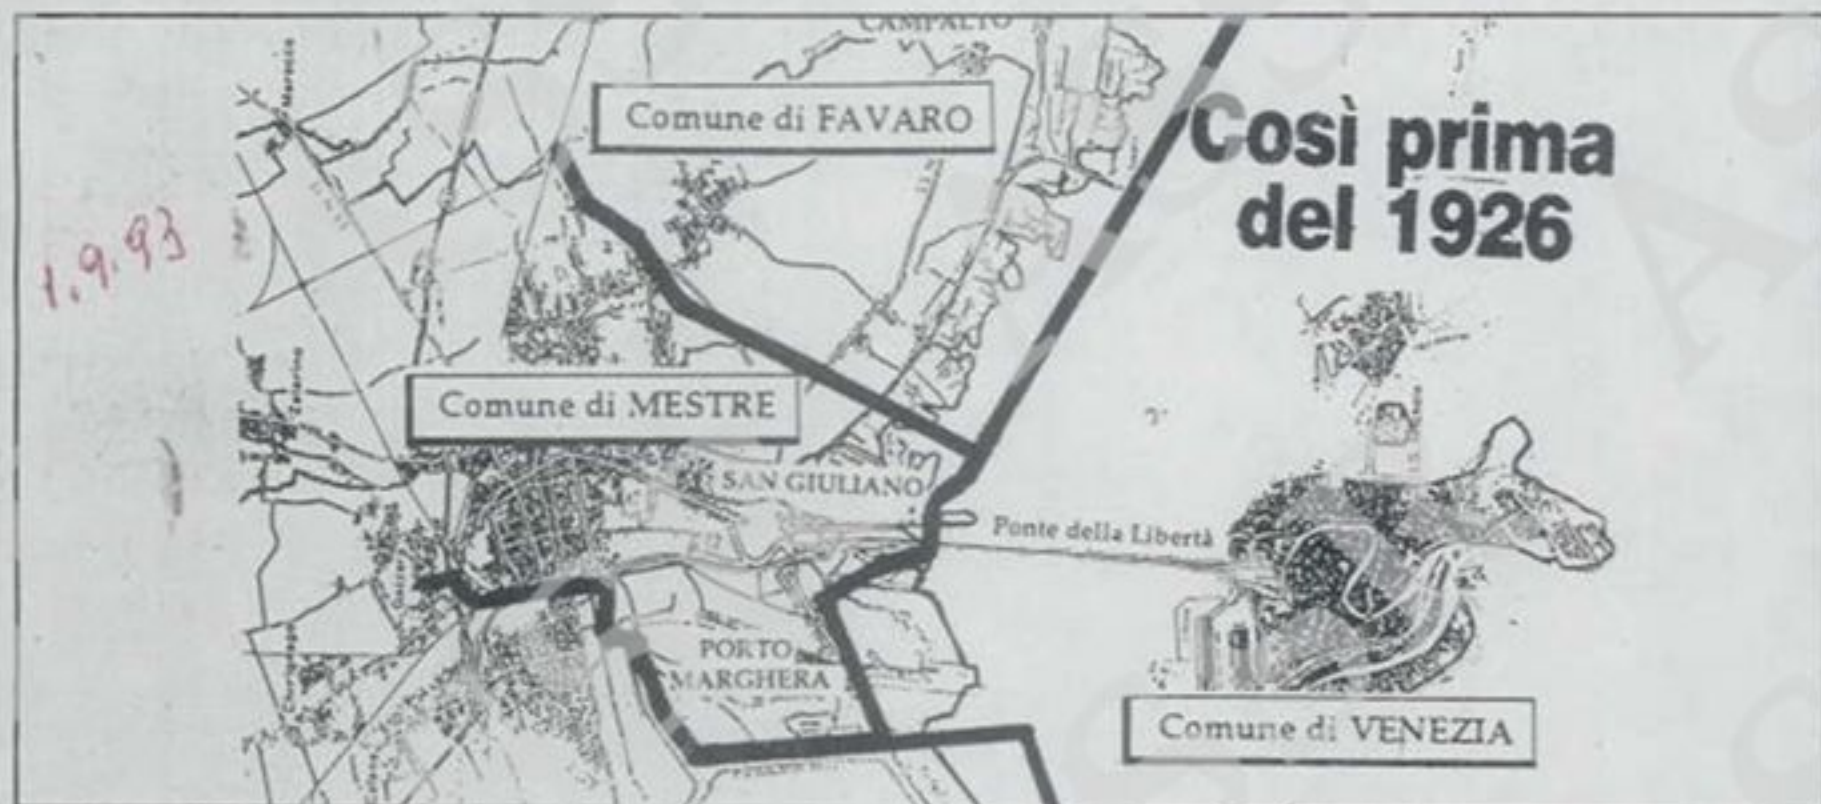 CAMPALTO
Comune di FAVARO
Così prima
del 1926
1.9.93
Comune di MESTRE
SAN GIULIANO
Ponte della Libertà
PORTO
MARGHERA
Comune di VENEZIA